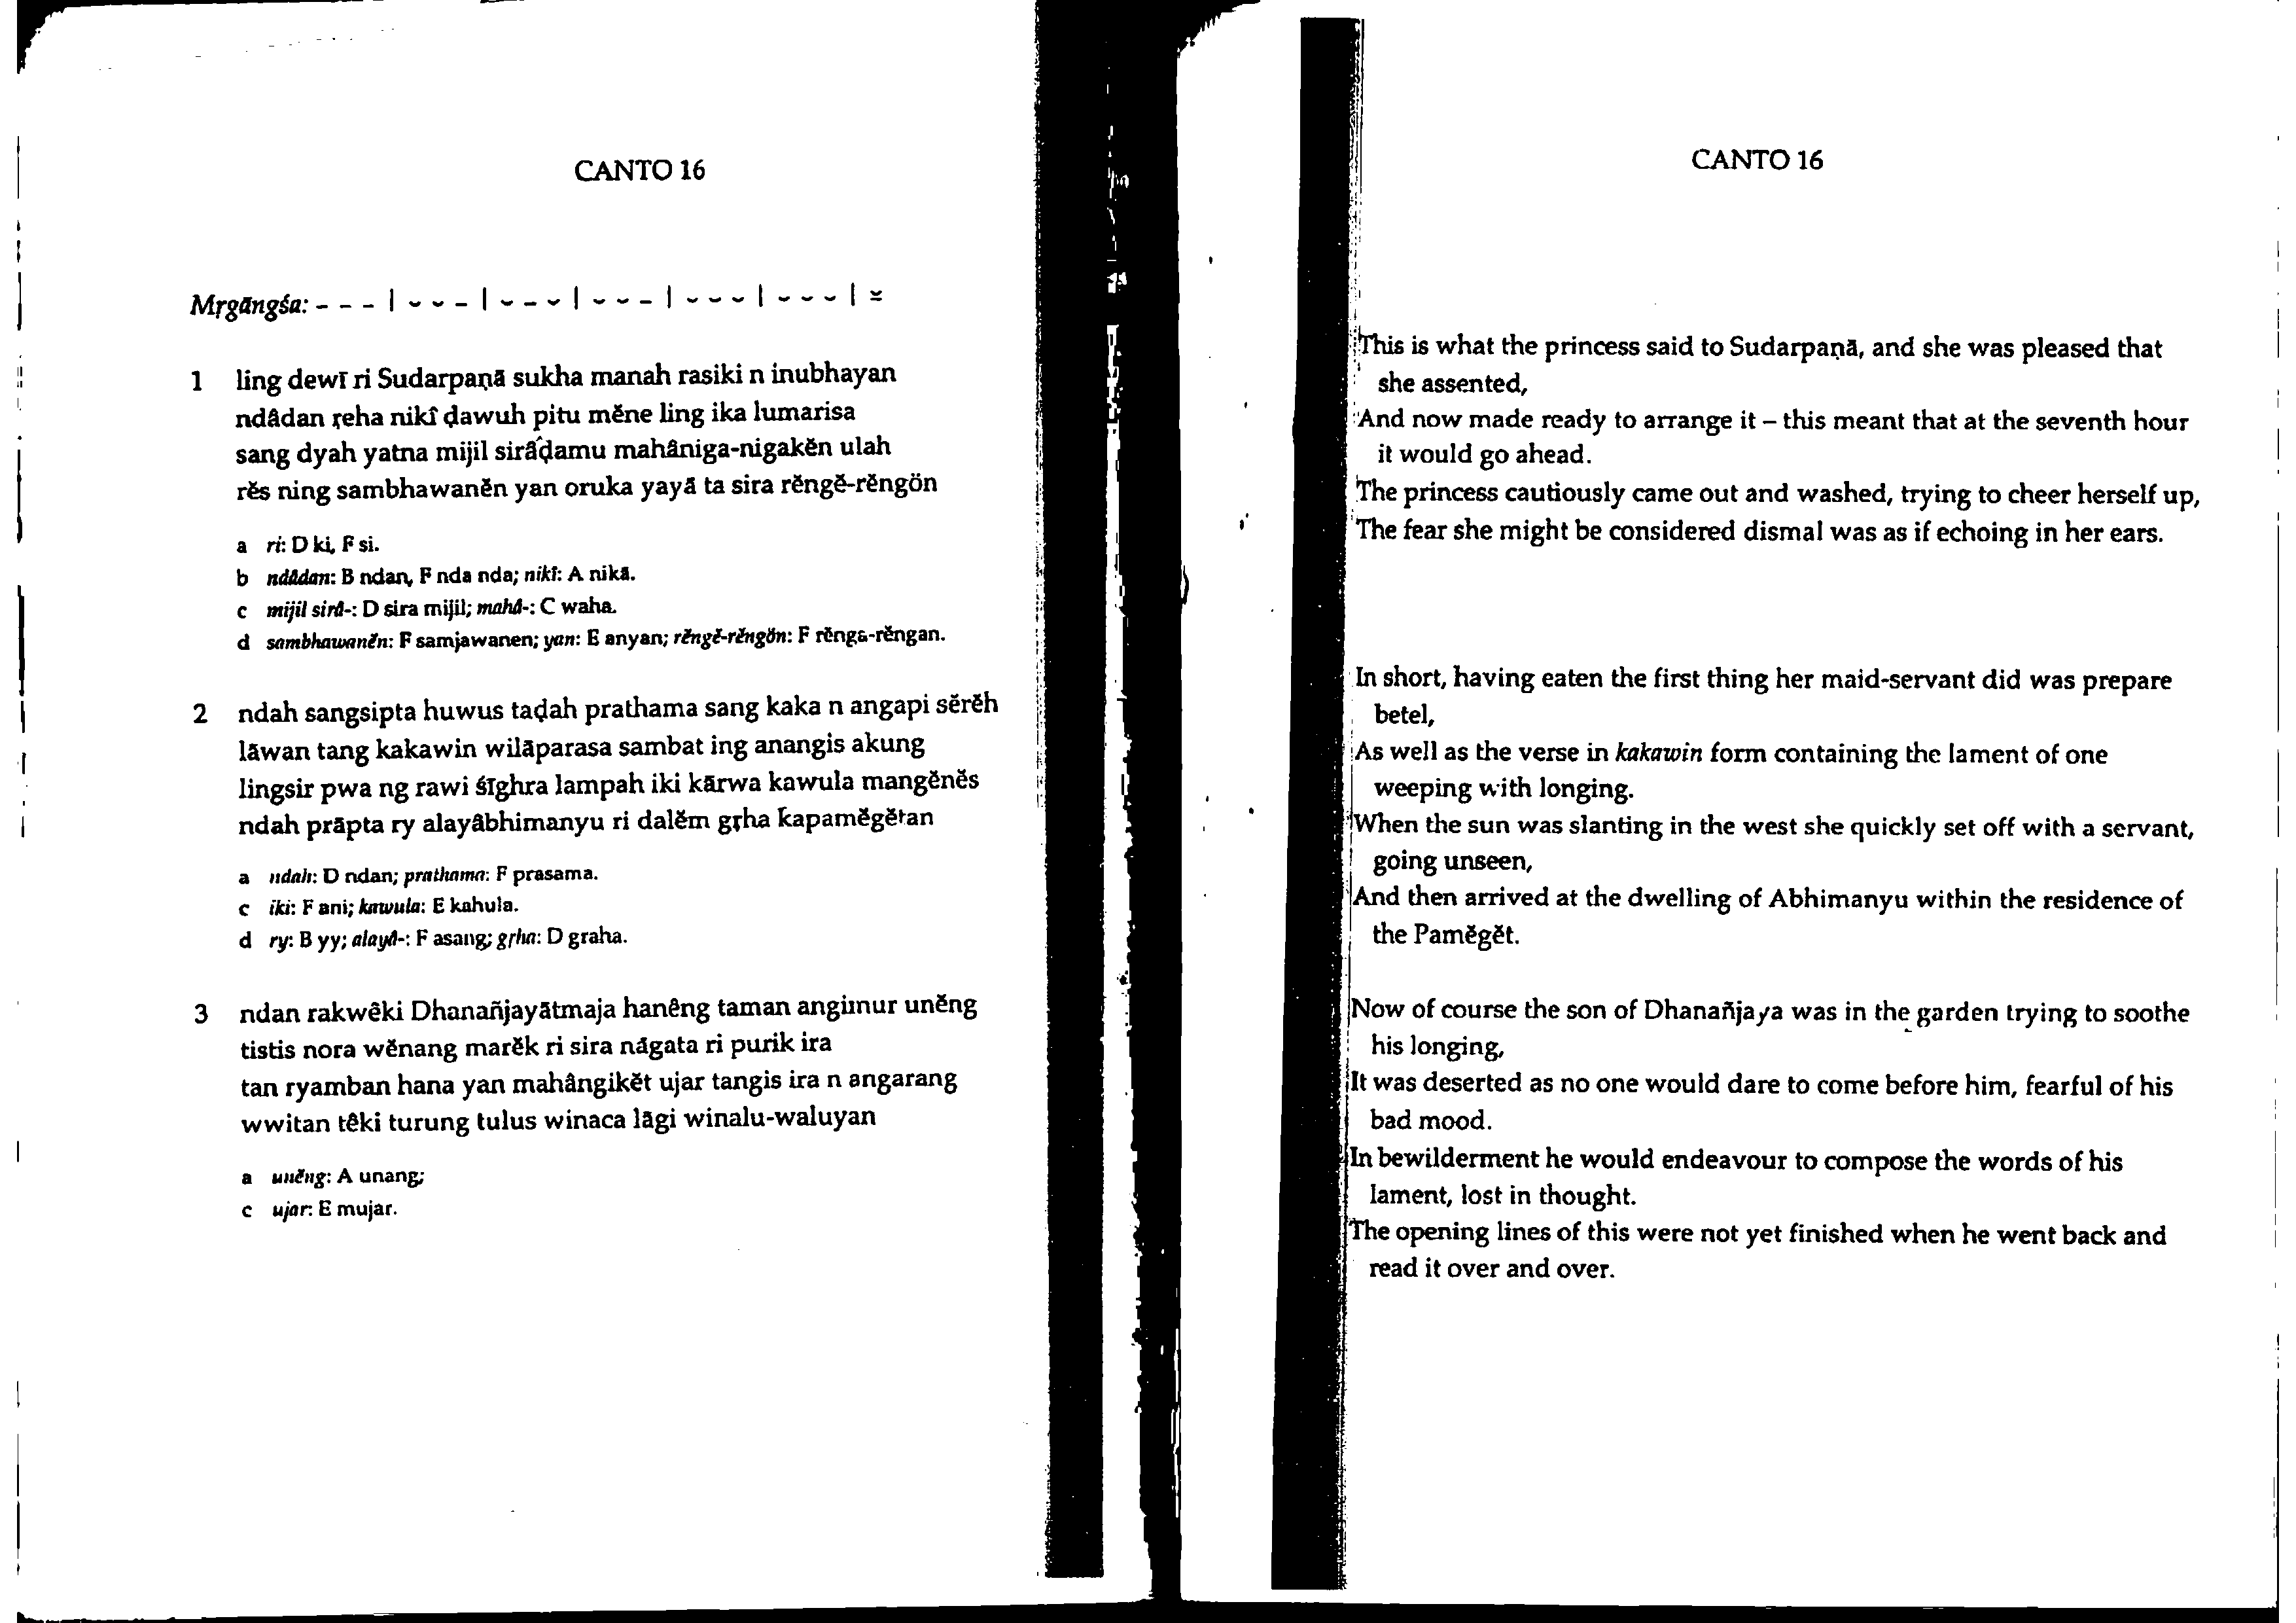 CANTO 16
Mṛgāngśa: – – – | ⏑ ⏑ – | ⏑ – ⏑ | ⏑ ⏑ – | ⏑ ⏑ ⏑ | ⏑ ⏑ ⏑ | ⏓
1 ling dewī ri Sudarpaṇā sukha manah rasiki n inubhayan
ndâdan ṛeha nikî ḍawuh pitu mĕne ling ika lumarisa
sang dyah yatna mijil sirâḍamu mahâniga-nigakĕn ulah
rĕs ning sambhawanĕn yan oruka yayā ta sira rĕngĕ-rĕngön
a ri: D ki, F si.
b ndâdan: B ndan, F nda nda; nikî: A nikā.
c mijil sirâ-: D sira mijil; mahâ-: C waha.
d sambhawanĕn: F samjawanen; yan: E anyan; rĕngĕ-rĕngön: F rĕnga-rĕngan.
2 ndah sangsipta huwus taḍah prathama sang kaka n angapi sĕrĕh
lāwan tang kakawin wilāparasa sambat ing anangis akung
lingsir pwa ng rawi śīghra lampah iki kārwa kawula mangĕnĕs
ndah prāpta ry alayâbhimanyu ri dalĕm gṛha kapamĕgĕtan
a ndah: D ndan; prathama: F prasama.
c iki: F ani; kawula: E kahula.
d ry: B yy; alayâ-: F asang; gṛha: D graha.
3 ndan rakwêki Dhanañjayātmaja hanêng taman angimur unĕng
tistis nora wĕnang marĕk ri sira nāgata ri purik ira
tan ryamban hana yan mahângikĕt ujar tangis ira n angarang
wwitan têki turung tulus winaca lāgi winalu-waluyan
a unĕng: A unang;
c ujar: E mujar.
CANTO 16
This is what the princess said to Sudarpaṇā, and she was pleased that
she assented,
And now made ready to arrange it – this meant that at the seventh hour
it would go ahead.
The princess cautiously came out and washed, trying to cheer herself up,
The fear she might be considered dismal was as if echoing in her ears.
In short, having eaten the first thing her maid-servant did was prepare
betel,
As well as the verse in kakawin form containing the lament of one
weeping with longing.
When the sun was slanting in the west she quickly set off with a servant,
going unseen,
And then arrived at the dwelling of Abhimanyu within the residence of
the Pamĕgĕt.
Now of course the son of Dhanañjaya was in the garden trying to soothe
his longing,
It was deserted as no one would dare to come before him, fearful of his
bad mood.
In bewilderment he would endeavour to compose the words of his
lament, lost in thought.
The opening lines of this were not yet finished when he went back and
read it over and over.